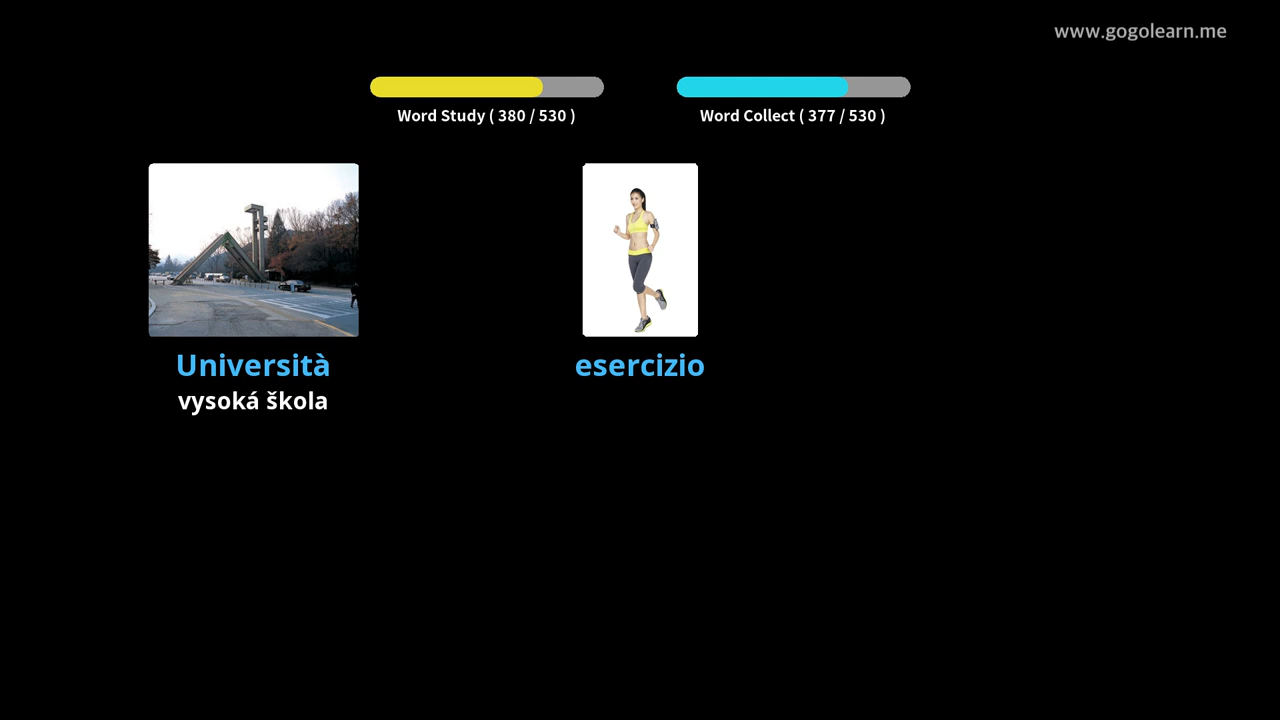 www.gogolearn.me
Word Study ( 380 / 530 )
Word Collect ( 377 / 530 )
Università
vysoká škola
esercizio